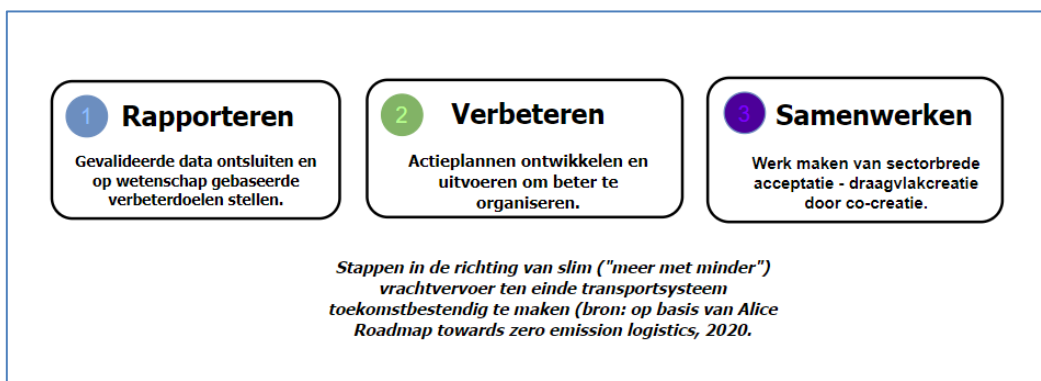 1 Rapporteren
Gevalideerde data ontsluiten en
op wetenschap gebaseerde
verbeterdoelen stellen.
2 Verbeteren
Actieplannen ontwikkelen en
uitvoeren om beter te
organiseren.
3 Samenwerken
Werk maken van sectorbrede
acceptatie - draagvlakcreatie
door co-creatie.
Stappen in de richting van slim ("meer met minder")
vrachtvervoer ten einde transportsysteem
toekomstbestendig te maken (bron: op basis van Alice
Roadmap towards zero emission logistics, 2020.